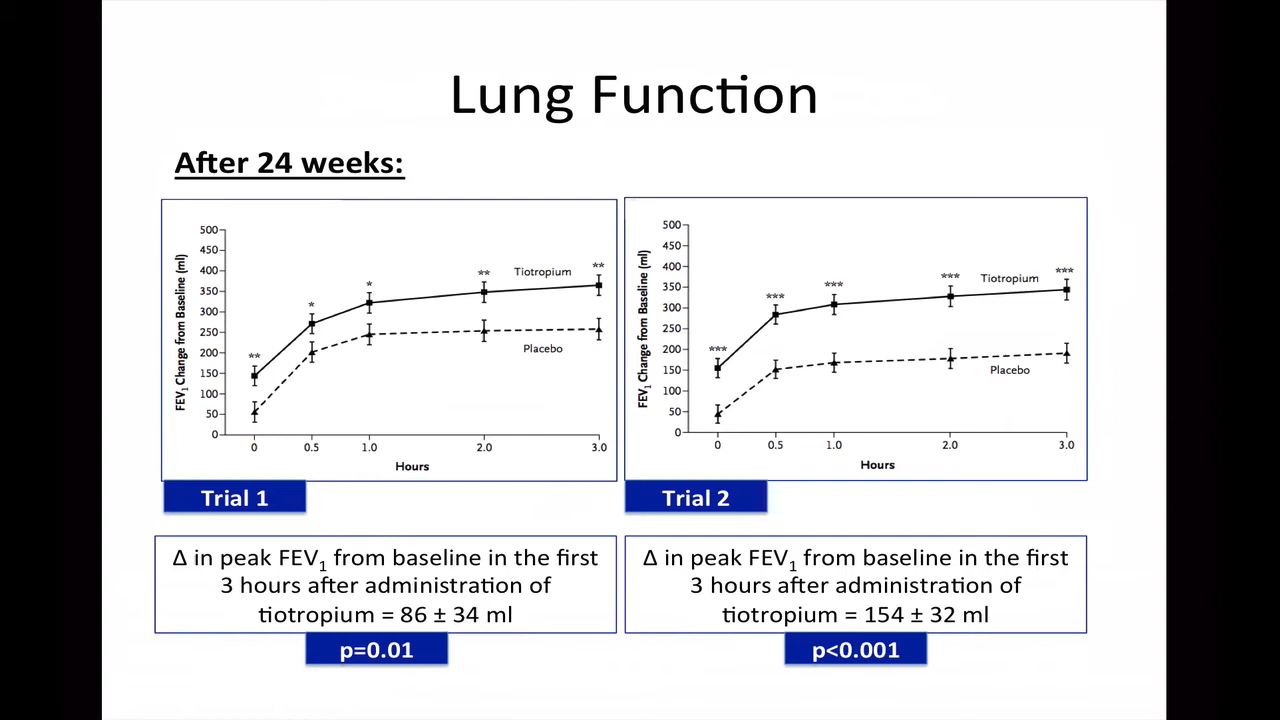 Lung Function
After 24 weeks:
500
450
400
350
300
250
200
150
100
50
0
FEV1 Change from Baseline (ml)
**
*
*
**
**
Tiotropium
Placebo
0
0.5
1.0
2.0
3.0
Hours
Trial 1
500
450
400
350
300
250
200
150
100
50
0
FEV1 Change from Baseline (ml)
***
***
***
***
***
Tiotropium
Placebo
0
0.5
1.0
2.0
3.0
Hours
Trial 2
Δ in peak FEV1 from baseline in the first
3 hours after administration of
tiotropium = 86 ± 34 ml
p=0.01
Δ in peak FEV1 from baseline in the first
3 hours after administration of
tiotropium = 154 ± 32 ml
p<0.001